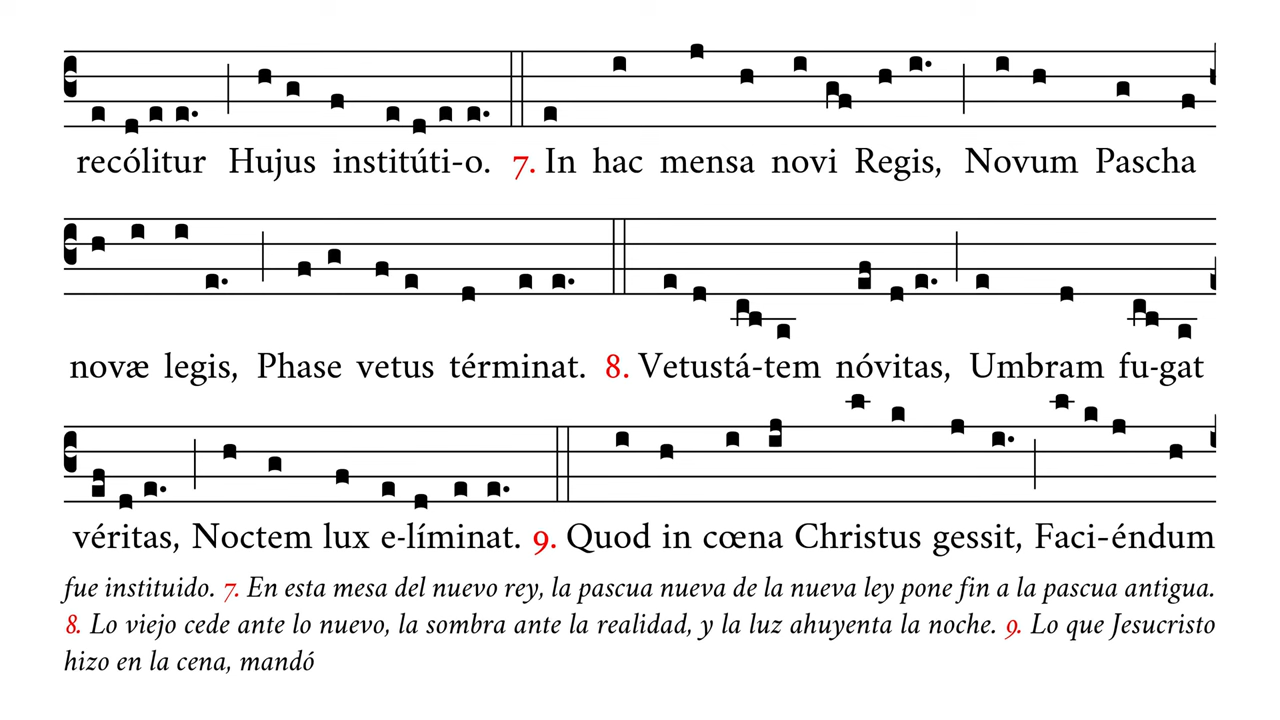 recólitur Hujus institúti-o. 7. In hac mensa novi Regis, Novum Pascha
novæ legis, Phase vetus términat. 8. Vetustá-tem nóvitas, Umbram fu-gat
véritas, Noctem lux e-líminat. 9. Quod in cœna Christus gessit, Faci-éndum
fue instituido. 7. En esta mesa del nuevo rey, la pascua nueva de la nueva ley pone fin a la pascua antigua.
8. Lo viejo cede ante lo nuevo, la sombra ante la realidad, y la luz ahuyenta la noche. 9. Lo que Jesucristo
hizo en la cena, mandó